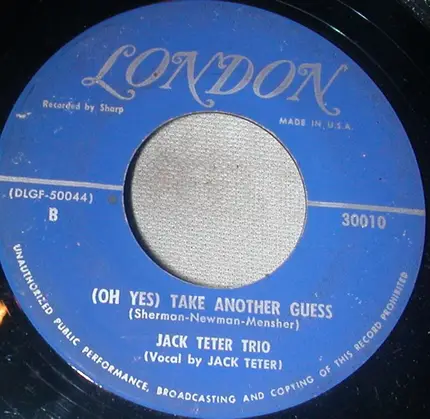 LONDON
Recorded by Sharp
MADE IN U.S.A.
(DLGF-50044)
B
30010
(OH YES) TAKE ANOTHER GUESS
(Sherman-Newman-Mensher)
JACK TETER TRIO
(Vocal by JACK TETER)
UNAUTHORIZED PUBLIC PERFORMANCE, BROADCASTING AND COPYING OF THIS RECORD PROHIBITED